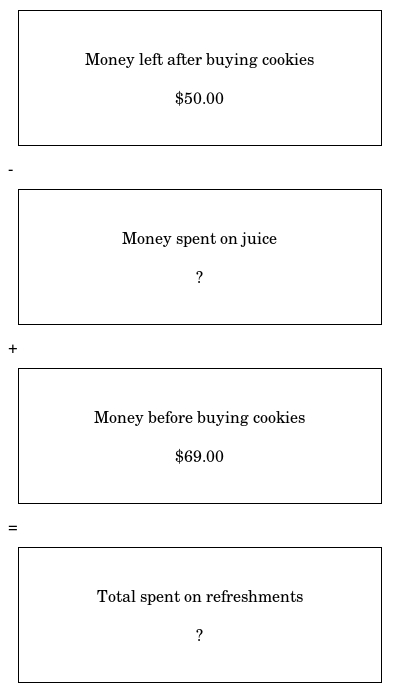 Money left after buying cookies
$50.00
-
Money spent on juice
?
+
Money before buying cookies
$69.00
=
Total spent on refreshments
?